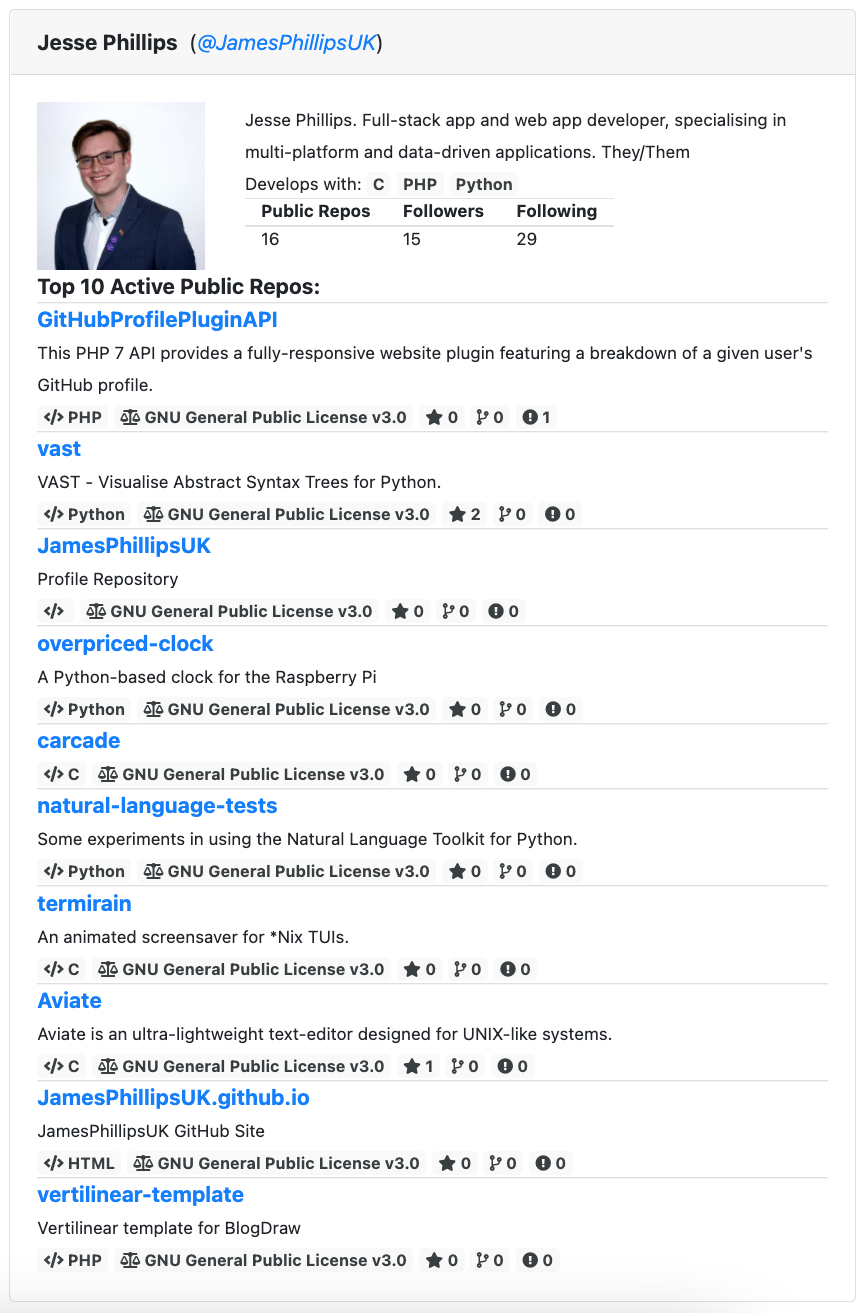 Jesse Phillips (@JamesPhillipsUK)
Jesse Phillips. Full-stack app and web app developer, specialising in
multi-platform and data-driven applications. They/Them
Develops with: C PHP Python
Public Repos Followers Following
16 15 29
Top 10 Active Public Repos:
GitHubProfilePluginAPI
This PHP 7 API provides a fully-responsive website plugin featuring a breakdown of a given user's
GitHub profile.
</> PHP GNU General Public License v3.0 0 0 1
vast
VAST - Visualise Abstract Syntax Trees for Python.
</> Python GNU General Public License v3.0 2 0 0
JamesPhillipsUK
Profile Repository
</> GNU General Public License v3.0 0 0 0
overpriced-clock
A Python-based clock for the Raspberry Pi
</> Python GNU General Public License v3.0 0 0 0
carcade
</> C GNU General Public License v3.0 0 0 0
natural-language-tests
Some experiments in using the Natural Language Toolkit for Python.
</> Python GNU General Public License v3.0 0 0 0
termirain
An animated screensaver for *Nix TUIs.
</> C GNU General Public License v3.0 0 0 0
Aviate
Aviate is an ultra-lightweight text-editor designed for UNIX-like systems.
</> C GNU General Public License v3.0 1 0 0
JamesPhillipsUK.github.io
JamesPhillipsUK GitHub Site
</> HTML GNU General Public License v3.0 0 0 0
vertilinear-template
Vertilinear template for BlogDraw
</> PHP GNU General Public License v3.0 0 0 0